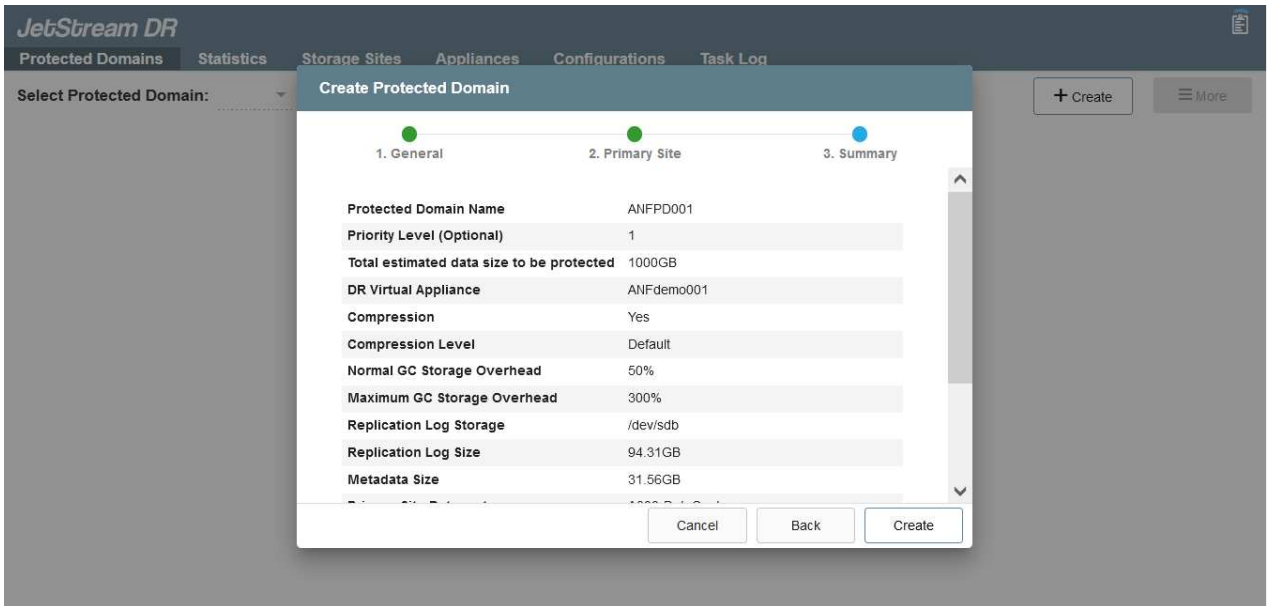 JetStream DR
Protected Domains Statistics Storage Sites Appliances Configurations Task Log
Select Protected Domain: + Create More
Create Protected Domain
1. General 2. Primary Site 3. Summary
Protected Domain Name ANFPD001
Priority Level (Optional) 1
Total estimated data size to be protected 1000GB
DR Virtual Appliance ANFdemo001
Compression Yes
Compression Level Default
Normal GC Storage Overhead 50%
Maximum GC Storage Overhead 300%
Replication Log Storage /dev/sdb
Replication Log Size 94.31GB
Metadata Size 31.56GB
Cancel Back Create